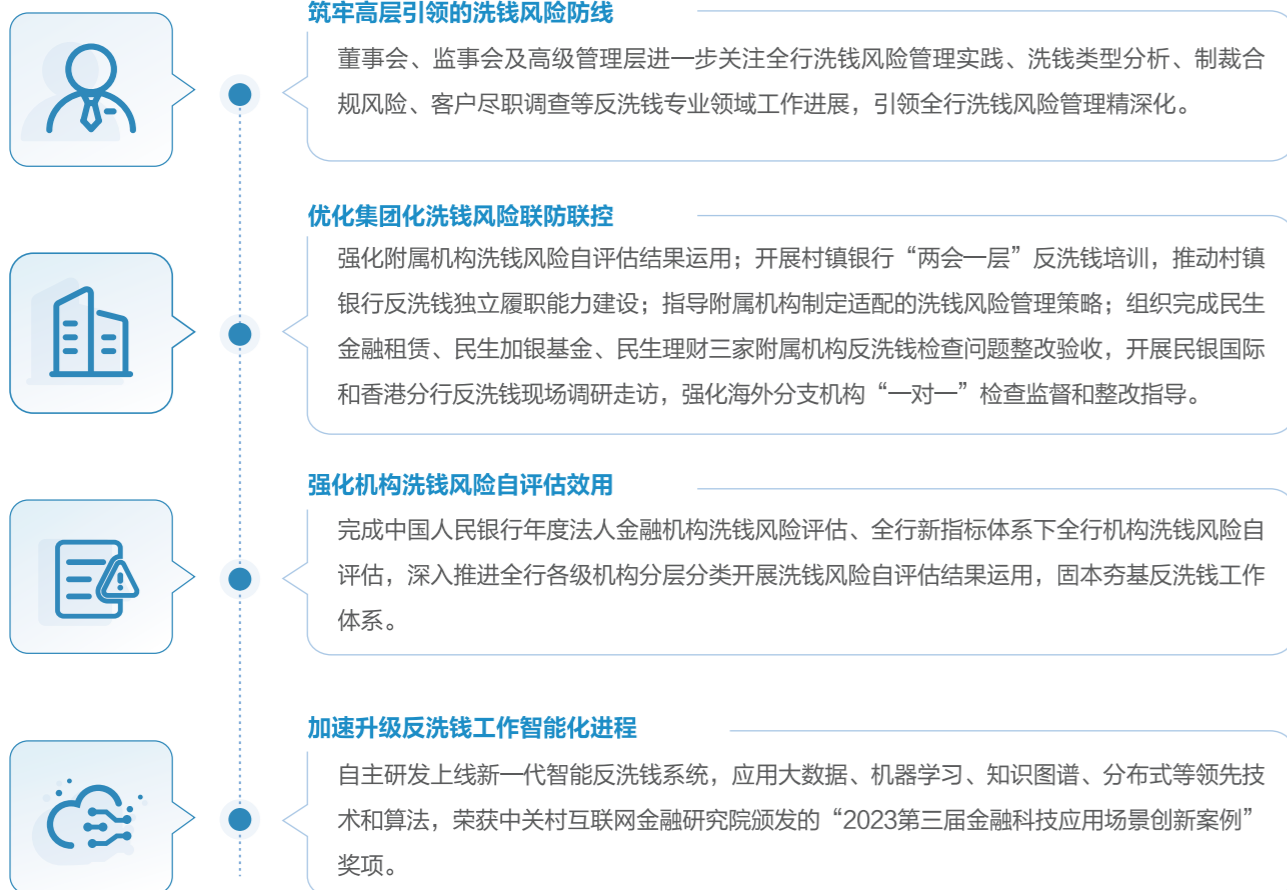 筑牢高层引领的洗钱风险防线
董事会、监事会及高级管理层进一步关注全行洗钱风险管理实践、洗钱类型分析、制裁合
规风险、客户尽职调查等反洗钱专业领域工作进展，引领全行洗钱风险管理精深化。
优化集团化洗钱风险联防联控
强化附属机构洗钱风险自评估结果运用；开展村镇银行“两会一层”反洗钱培训，推动村镇
银行反洗钱独立履职能力建设；指导附属机构制定适配的洗钱风险管理策略；组织完成民生
金融租赁、民生加银基金、民生理财三家附属机构反洗钱检查问题整改验收，开展民银国际
和香港分行反洗钱现场调研走访，强化海外分支机构“一对一”检查监督和整改指导。
强化机构洗钱风险自评估效用
完成中国人民银行年度法人金融机构洗钱风险评估、全行新指标体系下全行机构洗钱风险自
评估，深入推进全行各级机构分层分类开展洗钱风险自评估结果运用，固本夯基反洗钱工作
体系。
加速升级反洗钱工作智能化进程
自主研发上线新一代智能反洗钱系统，应用大数据、机器学习、知识图谱、分布式等领先技
术和算法，荣获中关村互联网金融研究院颁发的“2023第三届金融科技应用场景创新案例”
奖项。